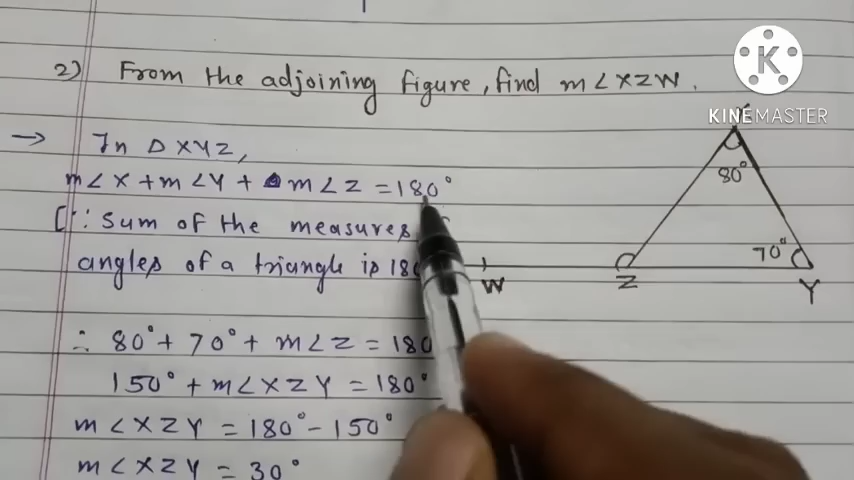 2) From the adjoining figure, find m∠XZW.
K
KINEMASTER
→ In Δ XYZ,
m∠X + m∠Y + m∠Z = 180°
[∵ Sum of the measures
angles of a triangle is 180
80°
70°
W
Z
Y
∴ 80° + 70° + m∠Z = 180
150° + m∠XZY = 180°
m∠XZY = 180° - 150°
m∠XZY = 30°